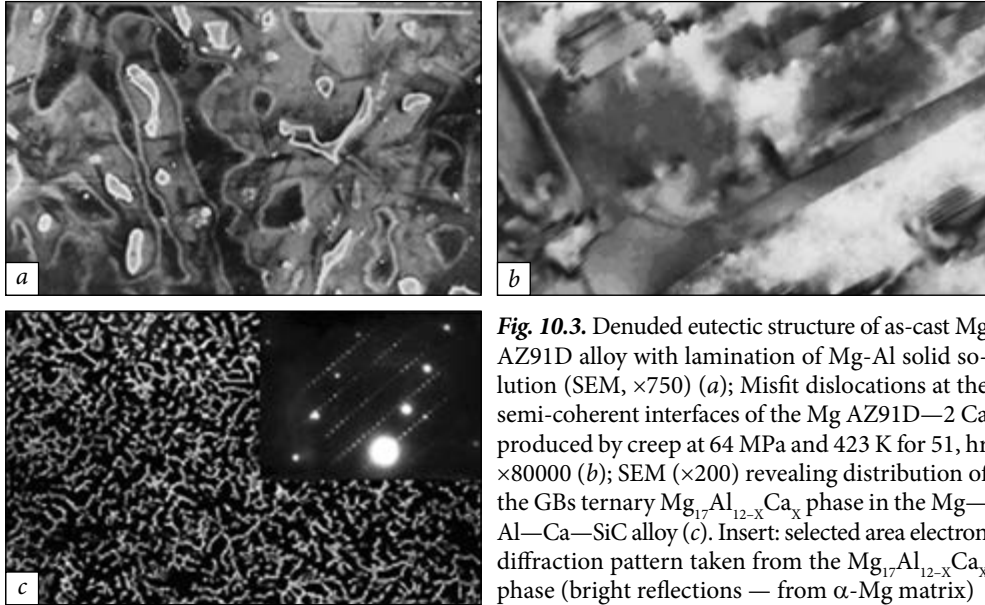 a
b
c
Fig. 10.3. Denuded eutectic structure of as-cast Mg
AZ91D alloy with lamination of Mg-Al solid so-
lution (SEM, ×750) (a); Misfit dislocations at the
semi-coherent interfaces of the Mg AZ91D—2 Ca
produced by creep at 64 MPa and 423 K for 51, hr
×80000 (b); SEM (×200) revealing distribution of
the GBs ternary Mg₁₇Al₁₂₋ₓCaₓ phase in the Mg—
Al—Ca—SiC alloy (c). Insert: selected area electron
diffraction pattern taken from the Mg₁₇Al₁₂₋ₓCaₓ
phase (bright reflections — from α-Mg matrix)